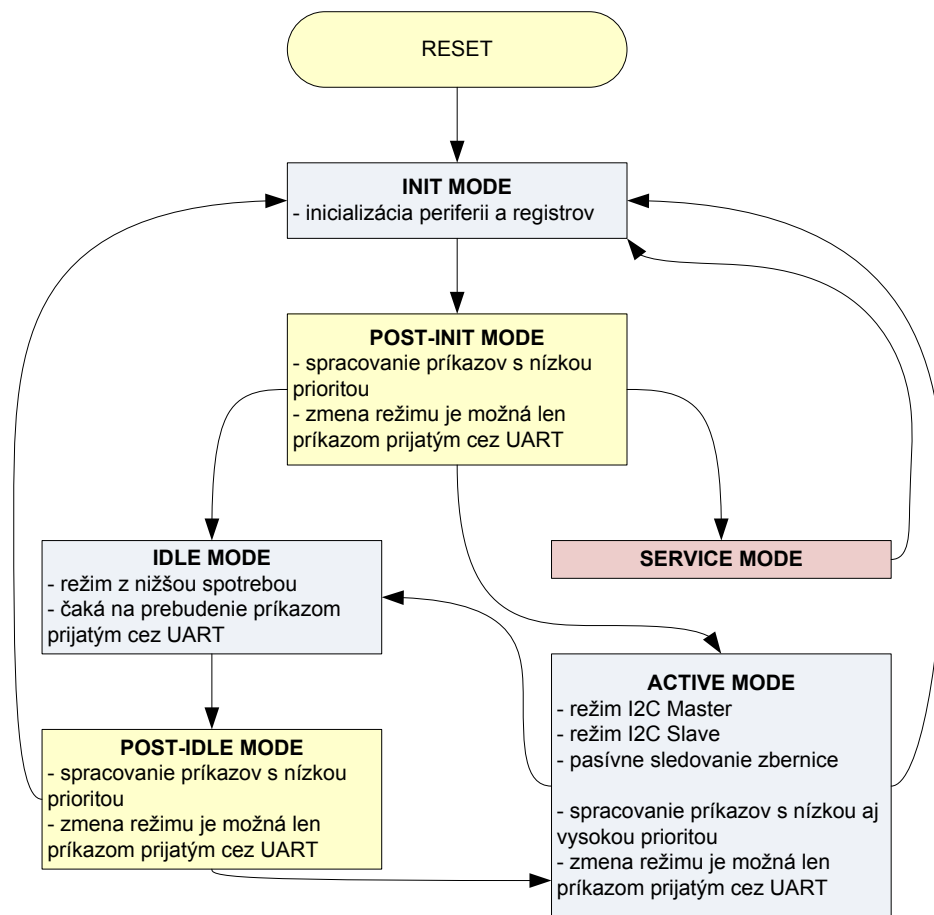 RESET
INIT MODE
- inicializácia periferii a registrov
POST-INIT MODE
- spracovanie príkazov s nízkou
prioritou
- zmena režimu je možná len
príkazom prijatým cez UART
IDLE MODE
- režim z nižšou spotrebou
- čaká na prebudenie príkazom
prijatým cez UART
SERVICE MODE
POST-IDLE MODE
- spracovanie príkazov s nízkou
prioritou
- zmena režimu je možná len
príkazom prijatým cez UART
ACTIVE MODE
- režim I2C Master
- režim I2C Slave
- pasívne sledovanie zbernice
- spracovanie príkazov s nízkou aj
vysokou prioritou
- zmena režimu je možná len
príkazom prijatým cez UART